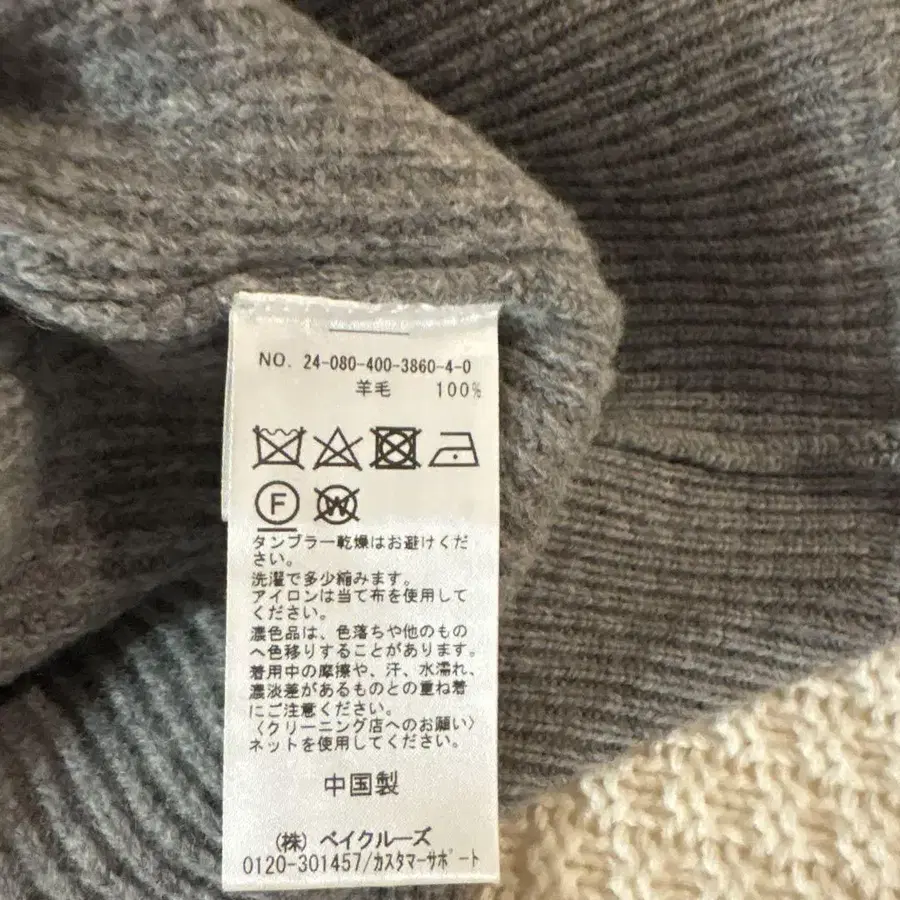 NO. 24-080-400-3860-4-0
羊毛 100%
F W
タンブラー乾燥はお避けくだ
さい。
洗濯で多少縮みます。
アイロンは当て布を使用して
ください。
濃色品は、色落ちや他のもの
へ色移りすることがあります。
着用中の摩擦や、汗、水濡れ、
濃淡差があるものとの重ね着
にご注意ください。
〈クリーニング店へのお願い〉
ネットを使用してください。
中国製
(株) ベイクルーズ
0120-301457/カスタマーサポート